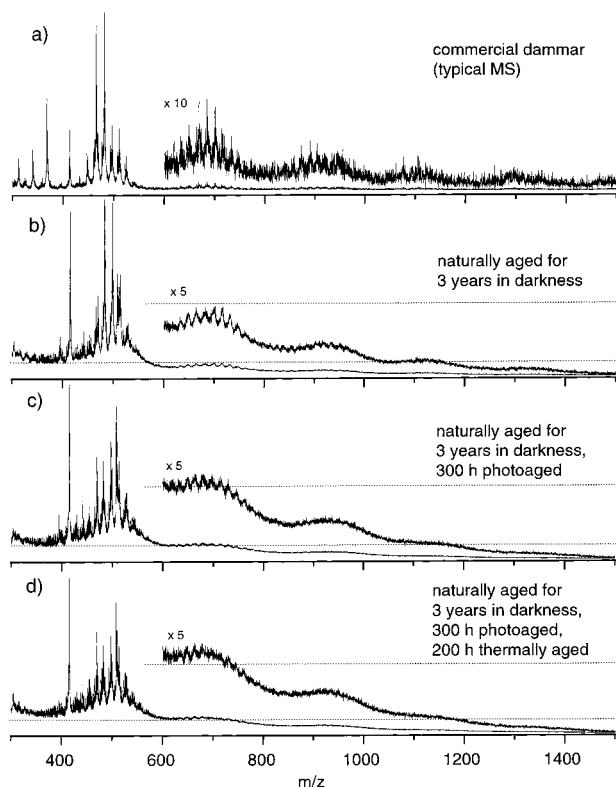 a)
commercial dammar
(typical MS)
x 10
b)
naturally aged for
3 years in darkness
x 5
c)
naturally aged for
3 years in darkness,
300 h photoaged
x 5
d)
naturally aged for
3 years in darkness,
300 h photoaged,
200 h thermally aged
x 5
400 600 800 1000 1200 1400
m/z